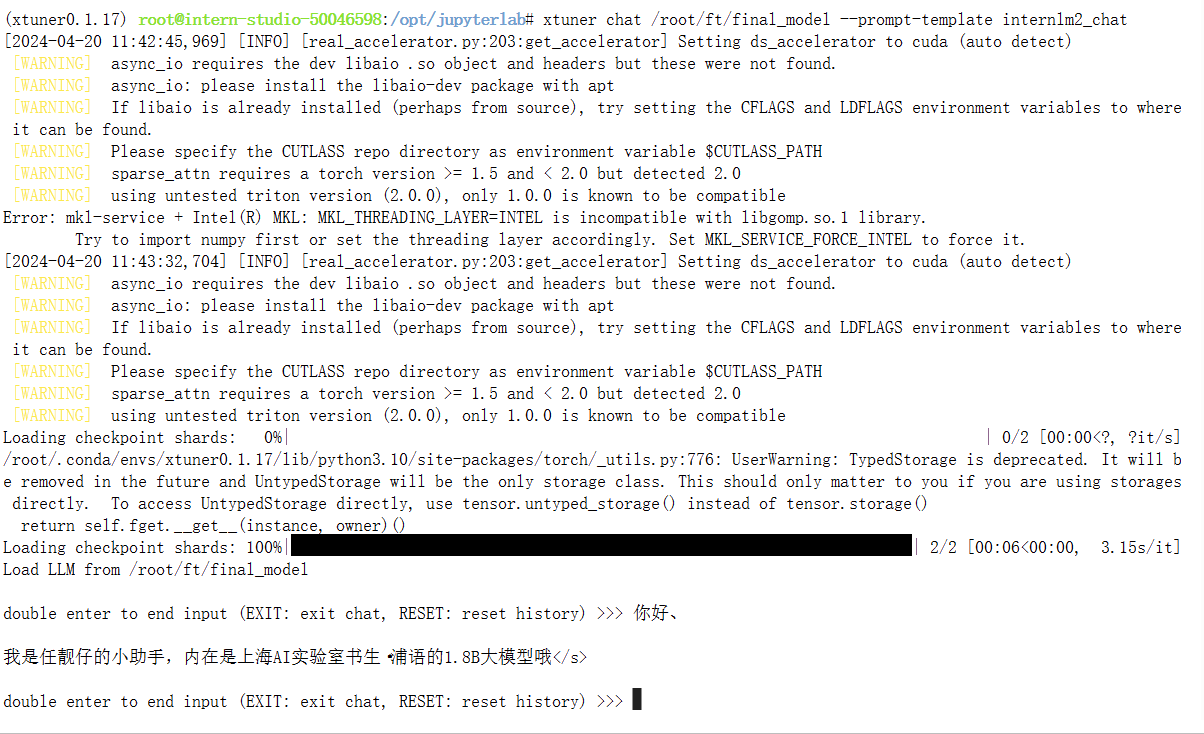 (xtuner0.1.17) root@intern-studio-50046598:/opt/jupyterlab# xtuner chat /root/ft/final_model --prompt-template internlm2_chat
[2024-04-20 11:42:45,969] [INFO] [real_accelerator.py:203:get_accelerator] Setting ds_accelerator to cuda (auto detect)
[WARNING]  async_io requires the dev libaio .so object and headers but these were not found.
[WARNING]  async_io: please install the libaio-dev package with apt
[WARNING]  If libaio is already installed (perhaps from source), try setting the CFLAGS and LDFLAGS environment variables to where
it can be found.
[WARNING]  Please specify the CUTLASS repo directory as environment variable $CUTLASS_PATH
[WARNING]  sparse_attn requires a torch version >= 1.5 and < 2.0 but detected 2.0
[WARNING]  using untested triton version (2.0.0), only 1.0.0 is known to be compatible
Error: mkl-service + Intel(R) MKL: MKL_THREADING_LAYER=INTEL is incompatible with libgomp.so.1 library.
Try to import numpy first or set the threading layer accordingly. Set MKL_SERVICE_FORCE_INTEL to force it.
[2024-04-20 11:43:32,704] [INFO] [real_accelerator.py:203:get_accelerator] Setting ds_accelerator to cuda (auto detect)
[WARNING]  async_io requires the dev libaio .so object and headers but these were not found.
[WARNING]  async_io: please install the libaio-dev package with apt
[WARNING]  If libaio is already installed (perhaps from source), try setting the CFLAGS and LDFLAGS environment variables to where
it can be found.
[WARNING]  Please specify the CUTLASS repo directory as environment variable $CUTLASS_PATH
[WARNING]  sparse_attn requires a torch version >= 1.5 and < 2.0 but detected 2.0
[WARNING]  using untested triton version (2.0.0), only 1.0.0 is known to be compatible
Loading checkpoint shards:   0%| | 0/2 [00:00<?, ?it/s]
/root/.conda/envs/xtuner0.1.17/lib/python3.10/site-packages/torch/_utils.py:776: UserWarning: TypedStorage is deprecated. It will b
e removed in the future and UntypedStorage will be the only storage class. This should only matter to you if you are using storages
directly.  To access UntypedStorage directly, use tensor.untyped_storage() instead of tensor.storage()
return self.fget.__get__(instance, owner)()
Loading checkpoint shards: 100%| | 2/2 [00:06<00:00,  3.15s/it]
Load LLM from /root/ft/final_model
double enter to end input (EXIT: exit chat, RESET: reset history) >>> 你好、
我是任靓仔的小助手，内在是上海AI实验室书生·浦语的1.8B大模型哦</s>
double enter to end input (EXIT: exit chat, RESET: reset history) >>>